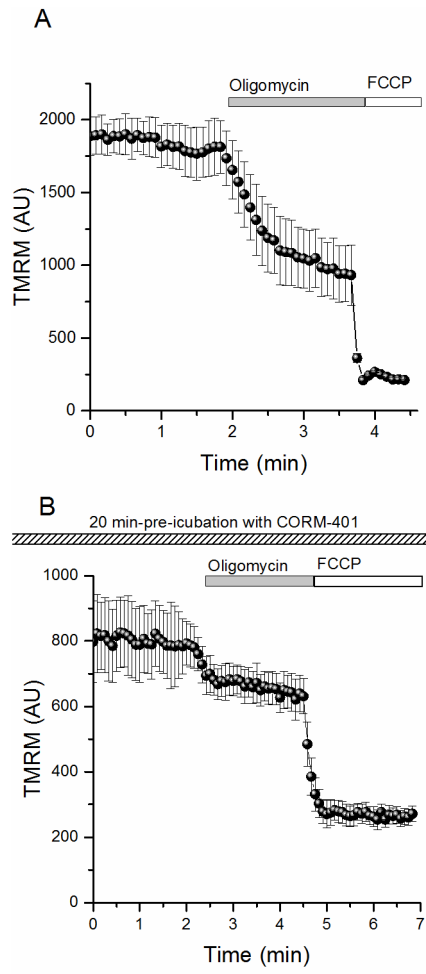 A
Oligomycin FCCP
2000
1500
1000
500
0
TMRM (AU)
0 1 2 3 4
Time (min)
B
20 min-pre-icubation with CORM-401
Oligomycin FCCP
1000
800
600
400
200
0
TMRM (AU)
0 1 2 3 4 5 6 7
Time (min)